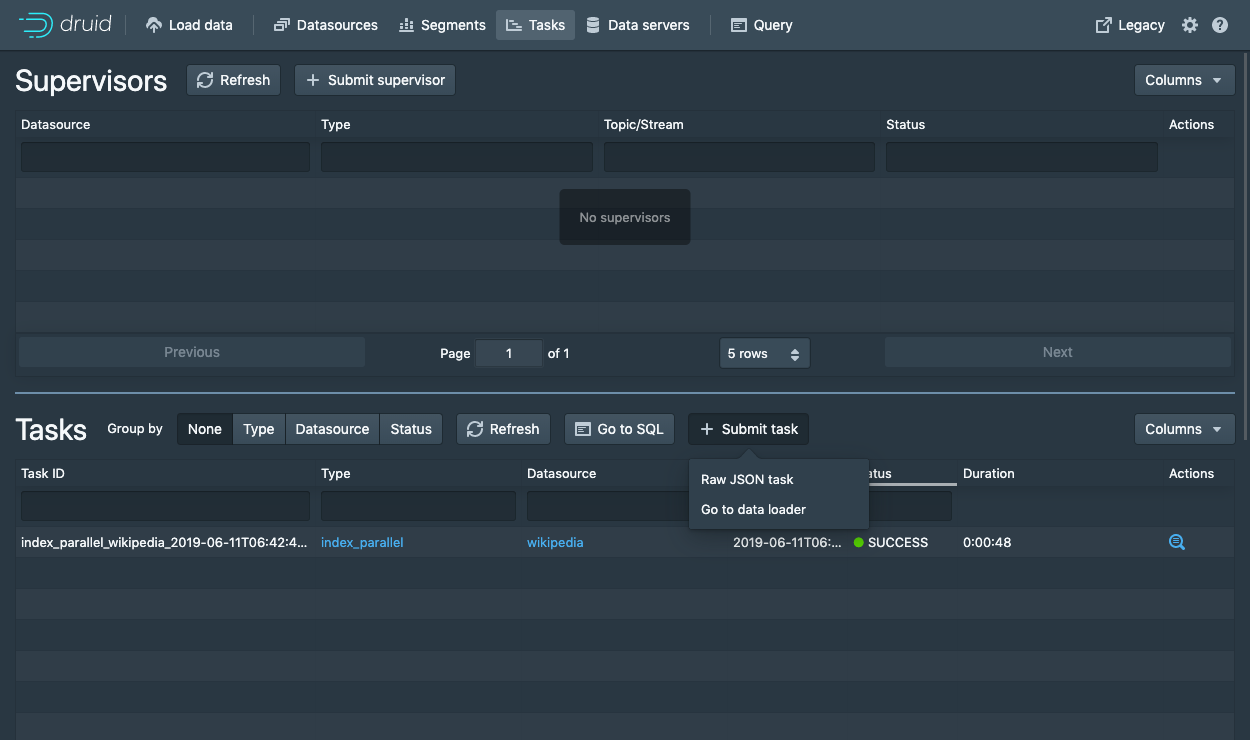 druid Load data Datasources Segments Tasks Data servers Query Legacy
Supervisors Refresh Submit supervisor Columns
Datasource Type Topic/Stream Status Actions
No supervisors
Previous Page 1 of 1 5 rows Next
Tasks Group by None Type Datasource Status Refresh Go to SQL Submit task Columns
Task ID Type Datasource atus Duration Actions
Raw JSON task
Go to data loader
index_parallel_wikipedia_2019-06-11T06:42:4... index_parallel wikipedia 2019-06-11T06:... SUCCESS 0:00:48